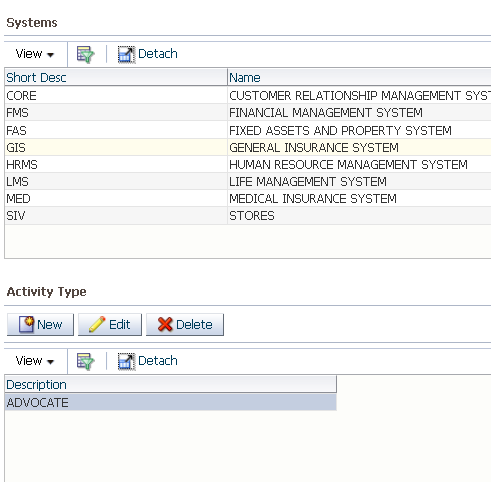 Systems
View Detach
Short Desc Name
CORE CUSTOMER RELATIONSHIP MANAGEMENT SYST
FMS FINANCIAL MANAGEMENT SYSTEM
FAS FIXED ASSETS AND PROPERTY SYSTEM
GIS GENERAL INSURANCE SYSTEM
HRMS HUMAN RESOURCE MANAGEMENT SYSTEM
LMS LIFE MANAGEMENT SYSTEM
MED MEDICAL INSURANCE SYSTEM
SIV STORES
Activity Type
New Edit Delete
View Detach
Description
ADVOCATE